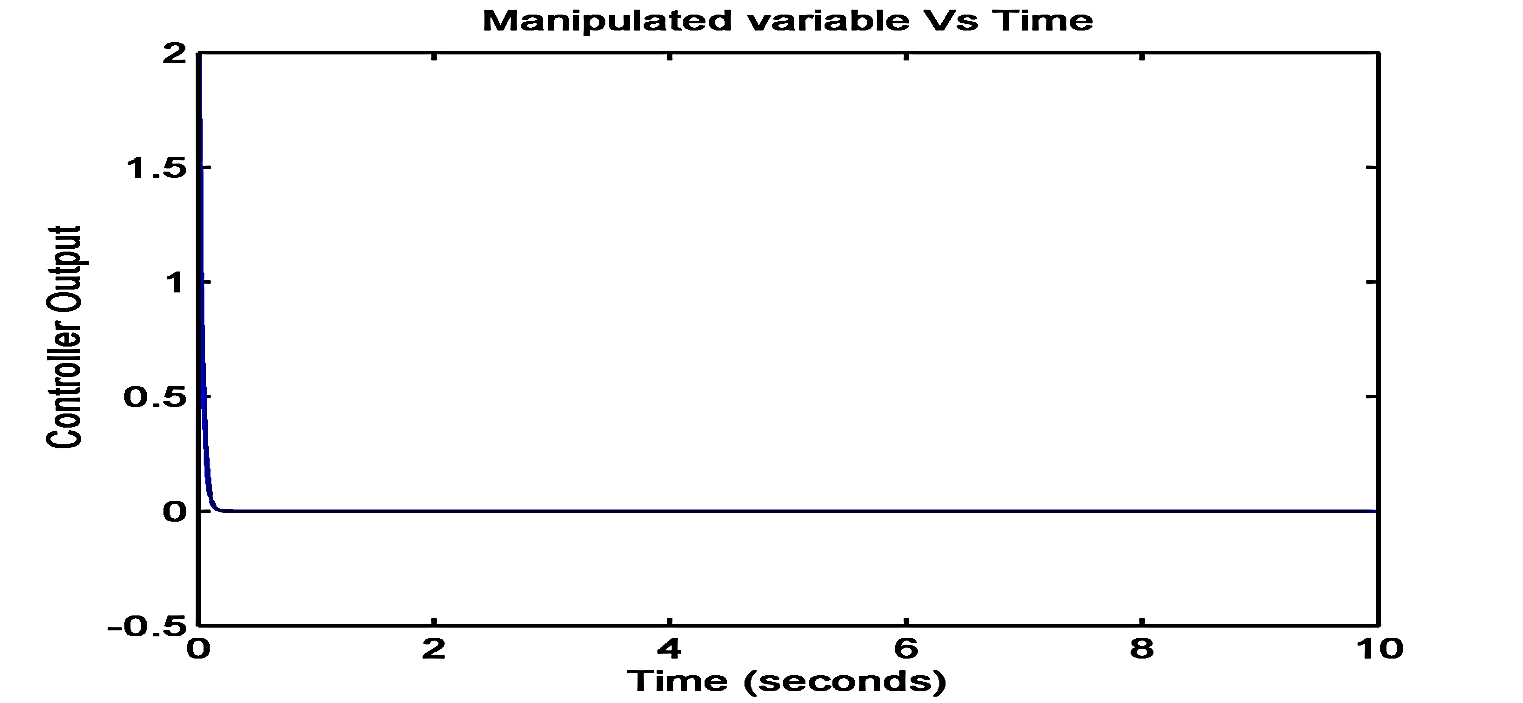 Manipulated variable Vs Time
2
1.5
1
0.5
0
-0.5
Controller Output
0 2 4 6 8 10
Time (seconds)